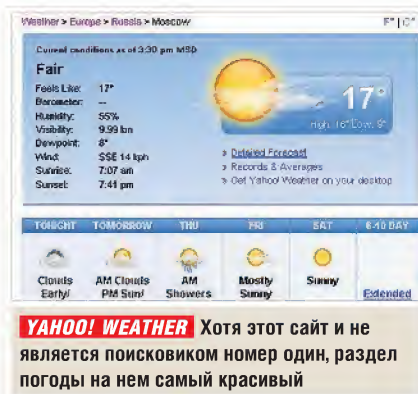 Weather > Europe > Russia > Moscow F° | C°
Current conditions as of 3:30 pm MSD
Fair
Feels Like: 17°
Barometer: --
Humidity: 55%
Visibility: 9.99 km
Dewpoint: 8°
Wind: SSE 14 kph
Sunrise: 7:07 am
Sunset: 7:41 pm
17°
High: 16° Low: 9°
» Detailed Forecast
» Records & Averages
» Get Yahoo! Weather on your desktop
TONIGHT TOMORROW THU FRI SAT 6-10 DAY
Clouds AM Clouds AM Mostly Sunny
Early/ PM Sun/ Showers Sunny Extended
YAHOO! WEATHER Хотя этот сайт и не
является поисковиком номер один, раздел
погоды на нем самый красивый